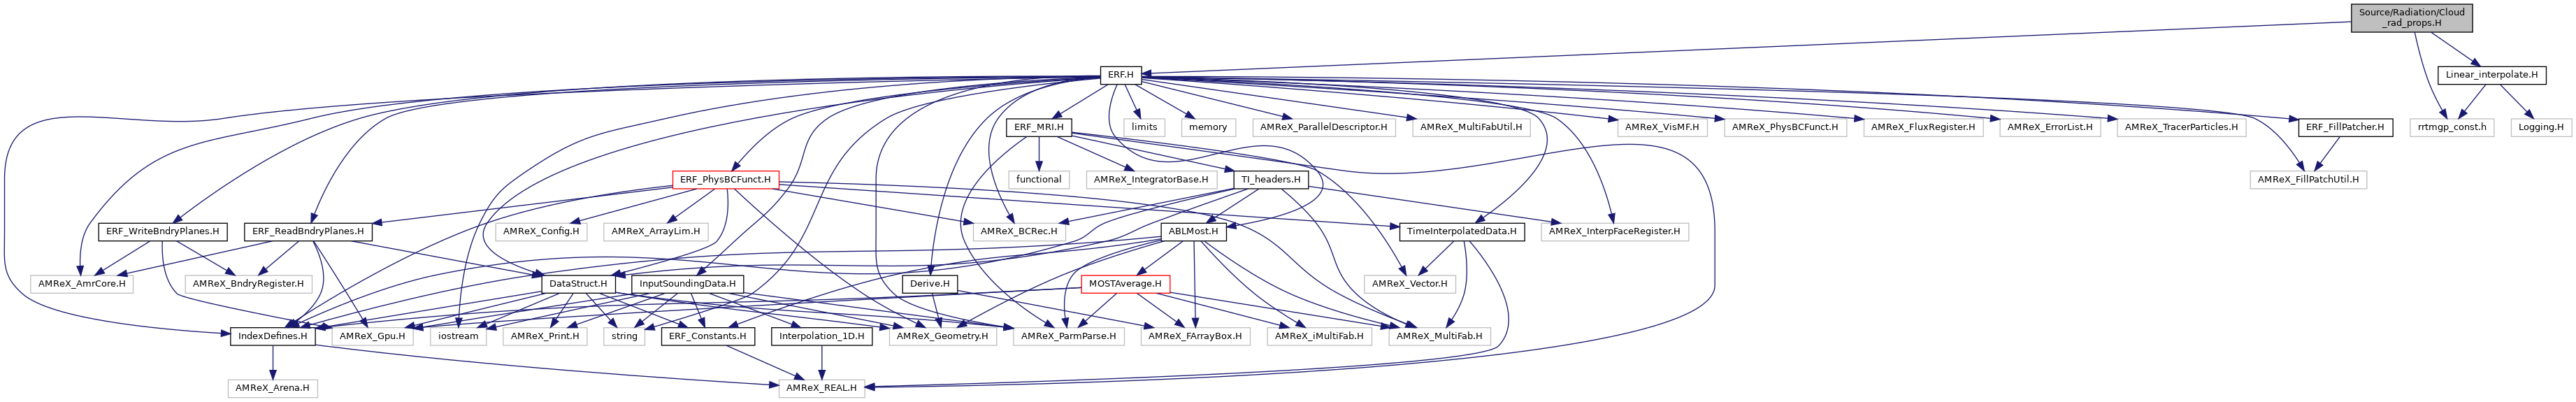 Source/Radiation/Cloud
_rad_props.H
ERF.H
Linear_interpolate.H
ERF_MRI.H
limits
memory
AMReX_ParallelDescriptor.H
AMReX_MultiFabUtil.H
AMReX_VisMF.H
AMReX_PhysBCFunct.H
AMReX_FluxRegister.H
AMReX_ErrorList.H
AMReX_TracerParticles.H
ERF_FillPatcher.H
rrtmgp_const.h
Logging.H
ERF_PhysBCFunct.H
functional
AMReX_IntegratorBase.H
TI_headers.H
AMReX_FillPatchUtil.H
ERF_WriteBndryPlanes.H
ERF_ReadBndryPlanes.H
AMReX_Config.H
AMReX_ArrayLim.H
AMReX_BCRec.H
ABLMost.H
TimeInterpolatedData.H
AMReX_InterpFaceRegister.H
AMReX_AmrCore.H
AMReX_BndryRegister.H
DataStruct.H
InputSoundingData.H
Derive.H
MOSTAverage.H
AMReX_Vector.H
IndexDefines.H
AMReX_Gpu.H
iostream
AMReX_Print.H
string
ERF_Constants.H
Interpolation_1D.H
AMReX_Geometry.H
AMReX_ParmParse.H
AMReX_FArrayBox.H
AMReX_iMultiFab.H
AMReX_MultiFab.H
AMReX_Arena.H
AMReX_REAL.H